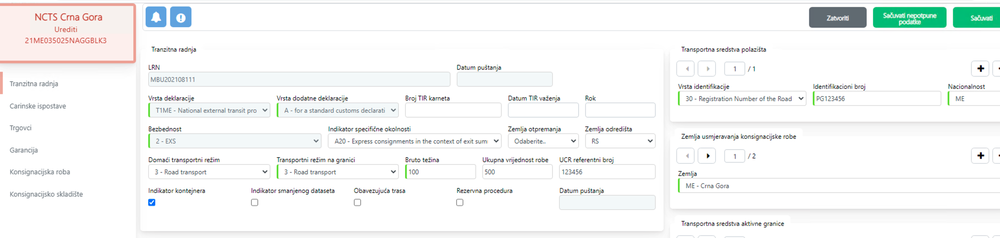 NCTS Crna Gora
Urediti
21ME035025NAGGBLK3
Tranzitna radnja
Carinske ispostave
Trgovci
Garancija
Konsignacijska roba
Konsignacijsko skladište
Zatvoriti
Sačuvati nepotpune
podatke
Sačuvati
Tranzitna radnja
LRN
Datum puštanja
MBU202108111
Vrsta deklaracije
Vrsta dodatne deklaracije
Broj TIR karneta
Datum TIR važenja
Rok
T1ME - National external transit pro
A - for a standard customs declarati
Bezbednost
Indikator specifične okolnosti
Zemlja otpremanja
Zemlja odredišta
2 - EXS
A20 - Express consignments in the context of exit sum
Odaberite..
RS
Domaći transportni režim
Transportni režim na granici
Bruto težina
Ukupna vrijednost robe
UCR referentni broj
3 - Road transport
3 - Road transport
100
500
123456
Indikator kontejnera
Indikator smanjenog dataseta
Obavezujuća trasa
Rezervna procedura
Datum puštanja
Transportna sredstva polazišta
1 / 1
Vrsta identifikacije
Identifikacioni broj
Nacionalnost
30 - Registration Number of the Road
PG123456
ME
Zemlja usmjeravanja konsignacijske robe
1 / 2
Zemlja
ME - Crna Gora
Transportna sredstva aktivne granice